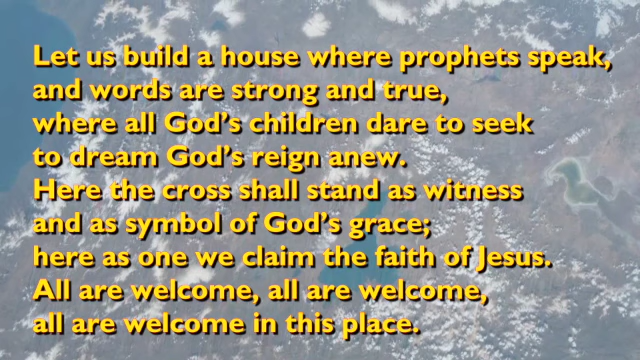 Let us build a house where prophets speak,
and words are strong and true,
where all God's children dare to seek
to dream God's reign anew.
Here the cross shall stand as witness
and as symbol of God's grace;
here as one we claim the faith of Jesus.
All are welcome, all are welcome,
all are welcome in this place.